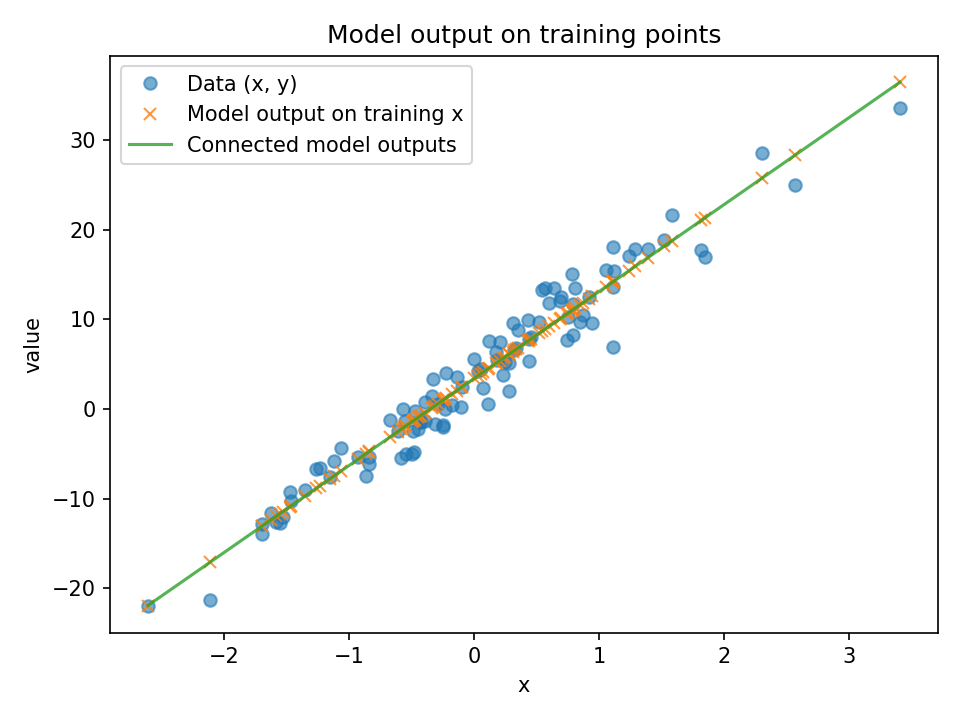 Model output on training points
Data (x, y)
Model output on training x
Connected model outputs
value
30
20
10
0
−10
−20
−2
−1
0
1
2
3
x